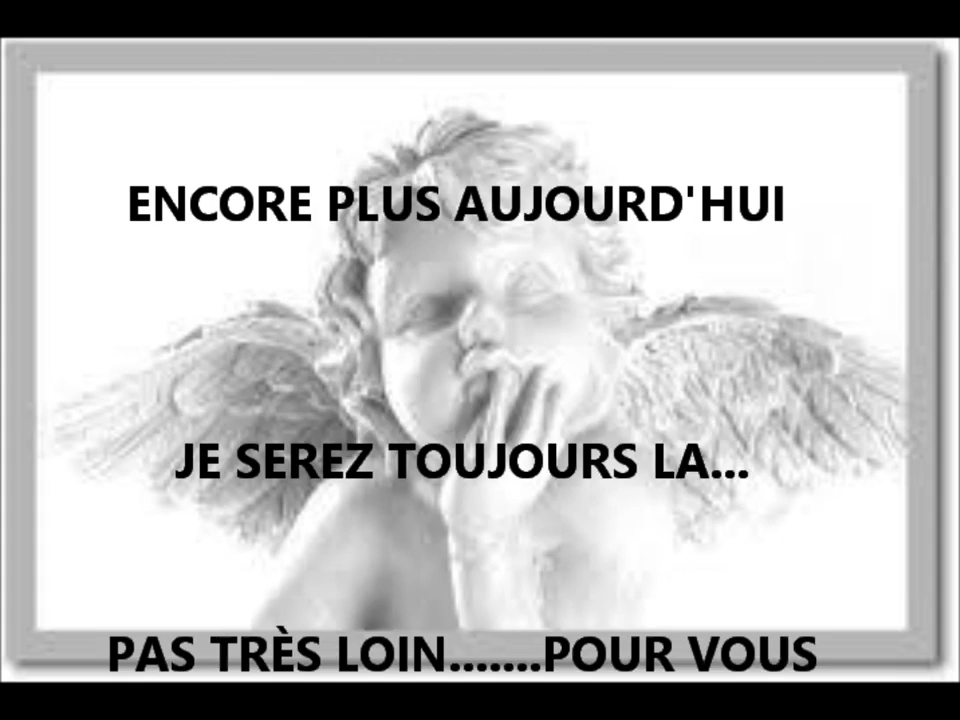 ENCORE PLUS AUJOURD'HUI
JE SEREZ TOUJOURS LA...
PAS TRÈS LOIN.......POUR VOUS